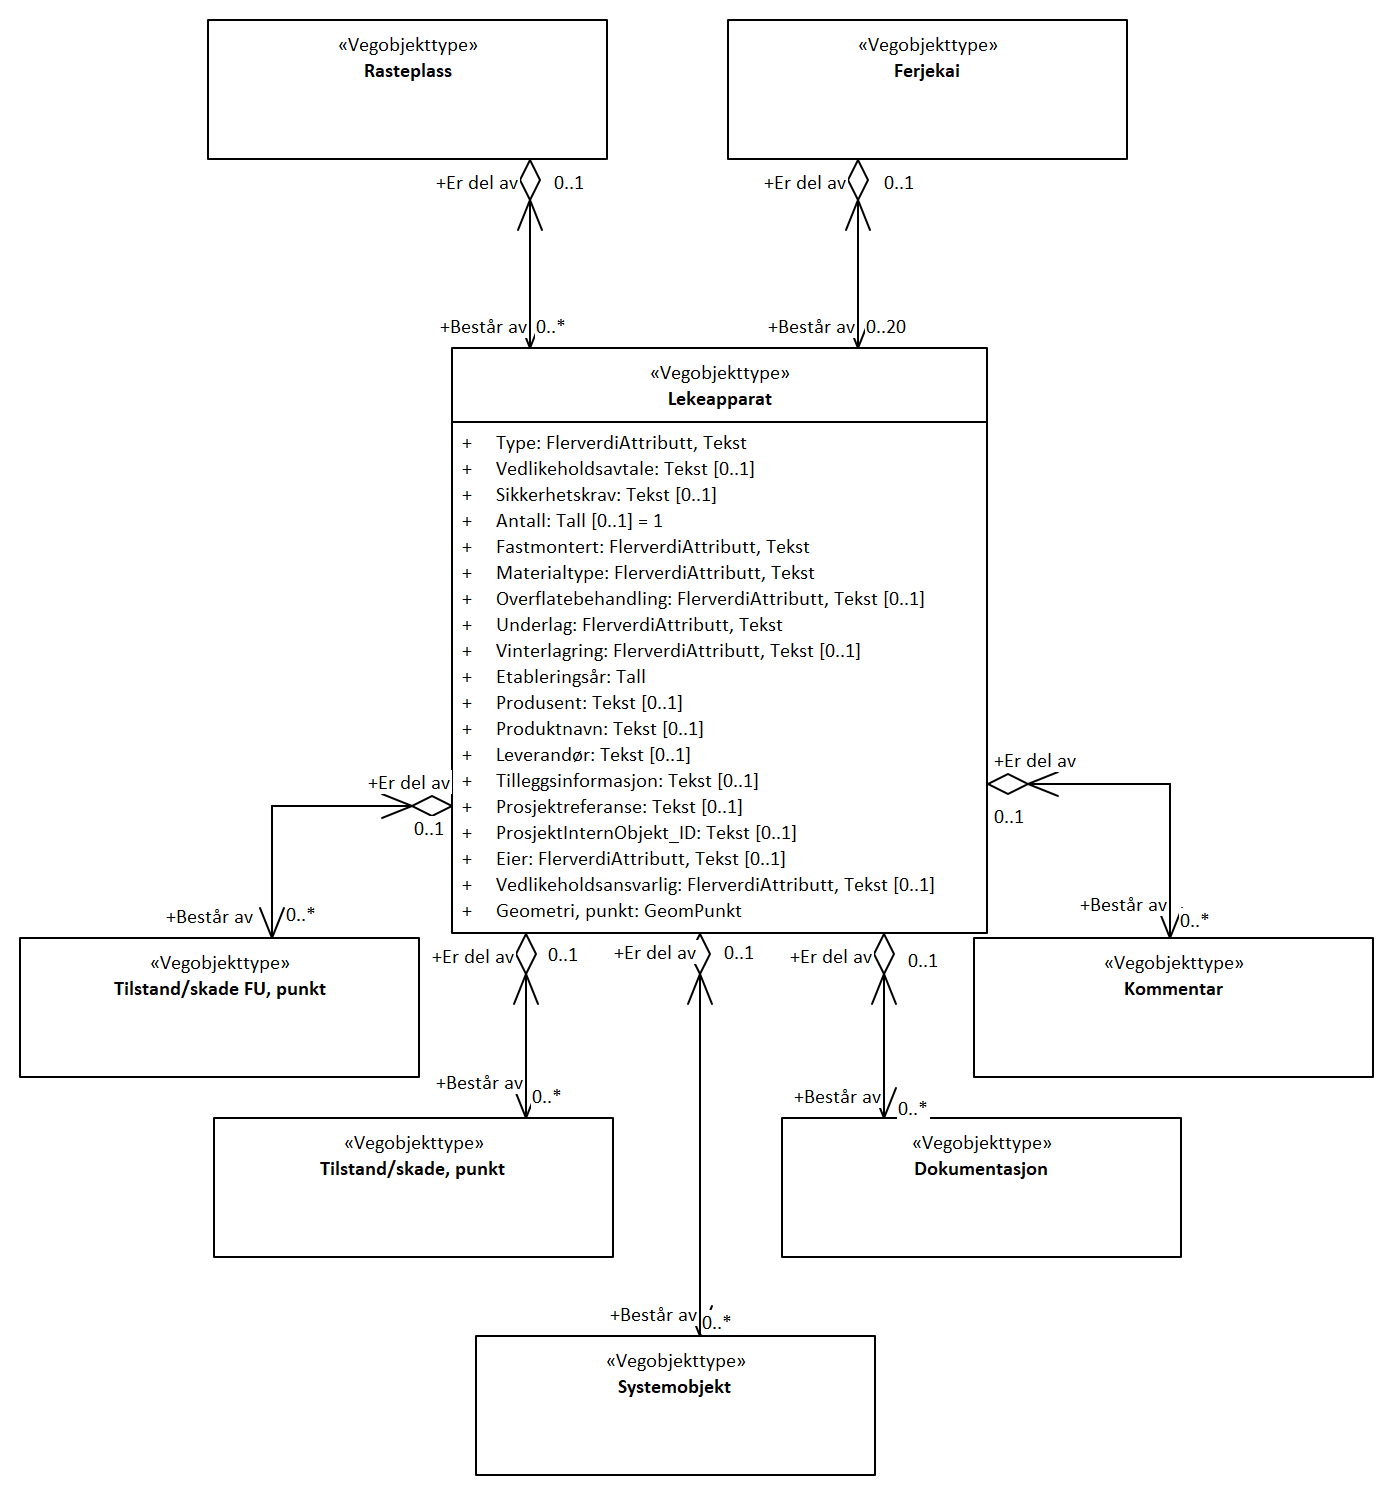 «Vegobjekttype»
Rasteplass
«Vegobjekttype»
Ferjekai
+Er del av
0..1
+Er del av
0..1
+Består av
0..*
+Består av
0..20
«Vegobjekttype»
Lekeapparat
+ Type: FlerverdiAttributt, Tekst
+ Vedlikeholdsavtale: Tekst [0..1]
+ Sikkerhetskrav: Tekst [0..1]
+ Antall: Tall [0..1] = 1
+ Fastmontert: FlerverdiAttributt, Tekst
+ Materialtype: FlerverdiAttributt, Tekst
+ Overflatebehandling: FlerverdiAttributt, Tekst [0..1]
+ Underlag: FlerverdiAttributt, Tekst
+ Vinterlagring: FlerverdiAttributt, Tekst [0..1]
+ Etableringsår: Tall
+ Produsent: Tekst [0..1]
+ Produktnavn: Tekst [0..1]
+ Leverandør: Tekst [0..1]
+ Tilleggsinformasjon: Tekst [0..1]
+ Prosjektreferanse: Tekst [0..1]
+ ProsjektInternObjekt_ID: Tekst [0..1]
+ Eier: FlerverdiAttributt, Tekst [0..1]
+ Vedlikeholdsansvarlig: FlerverdiAttributt, Tekst [0..1]
+ Geometri, punkt: GeomPunkt
+Er del av
0..1
+Er del av
0..1
+Består av
0..*
+Består av
0..*
«Vegobjekttype»
Tilstand/skade FU, punkt
+Er del av
0..1
+Er del av
0..1
+Er del av
0..1
«Vegobjekttype»
Kommentar
+Består av
0..*
+Består av
0..*
«Vegobjekttype»
Tilstand/skade, punkt
«Vegobjekttype»
Dokumentasjon
+Består av
0..*
«Vegobjekttype»
Systemobjekt